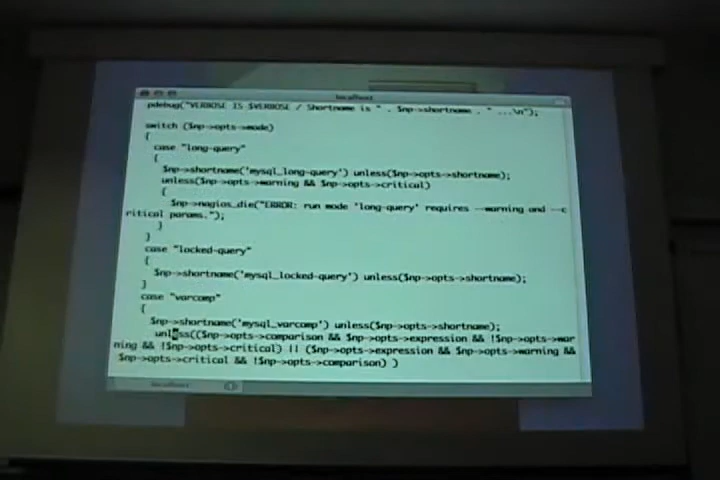 localhost
pdebug("VERBOSE IS $VERBOSE / Shortname is " . $np->shortname . " ...\n");
switch ($np->opts->mode)
{
case "long-query"
{
$np->shortname('mysql_long-query') unless($np->opts->shortname);
unless($np->opts->warning && $np->opts->critical)
{
$np->nagios_die("ERROR: run mode 'long-query' requires --warning and --c
ritical params.");
}
}
case "locked-query"
{
$np->shortname('mysql_locked-query') unless($np->opts->shortname);
}
case "varcomp"
{
$np->shortname('mysql_varcomp') unless($np->opts->shortname);
unless(($np->opts->comparison && $np->opts->expression && !$np->opts->war
ning && !$np->opts->critical) || ($np->opts->expression && $np->opts->warning &&
$np->opts->critical && !$np->opts->comparison) )
localhost